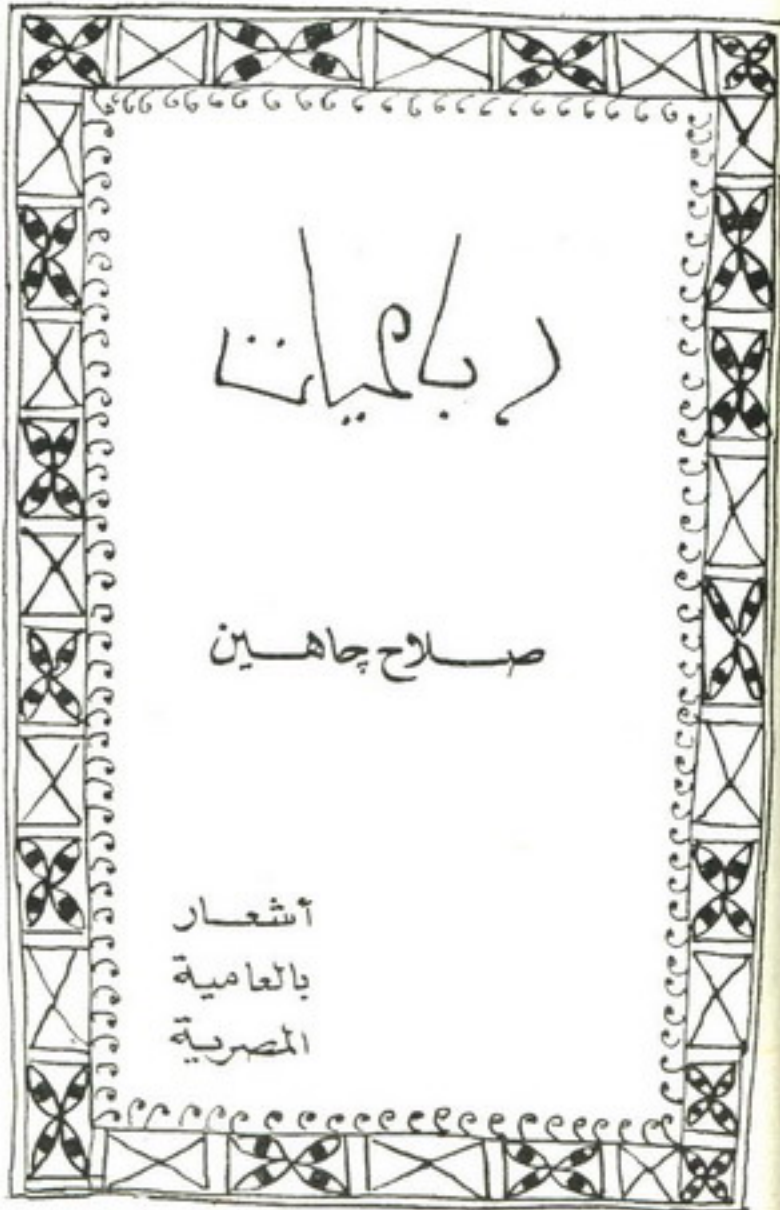 رباعيات
صلاح چاهين
أشعار
بالعامية
المصرية